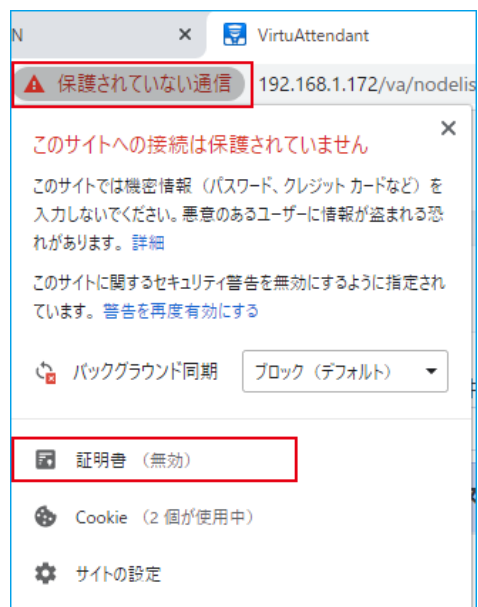 N
VirtuAttendant
保護されていない通信
192.168.1.172/va/nodelis
このサイトへの接続は保護されていません
このサイトでは機密情報（パスワード、クレジット カードなど）を
入力しないでください。悪意のあるユーザーに情報が盗まれる恐
れがあります。詳細
このサイトに関するセキュリティ警告を無効にするように指定され
ています。警告を再度有効にする
バックグラウンド同期
ブロック（デフォルト）
証明書（無効）
Cookie（2 個が使用中）
サイトの設定